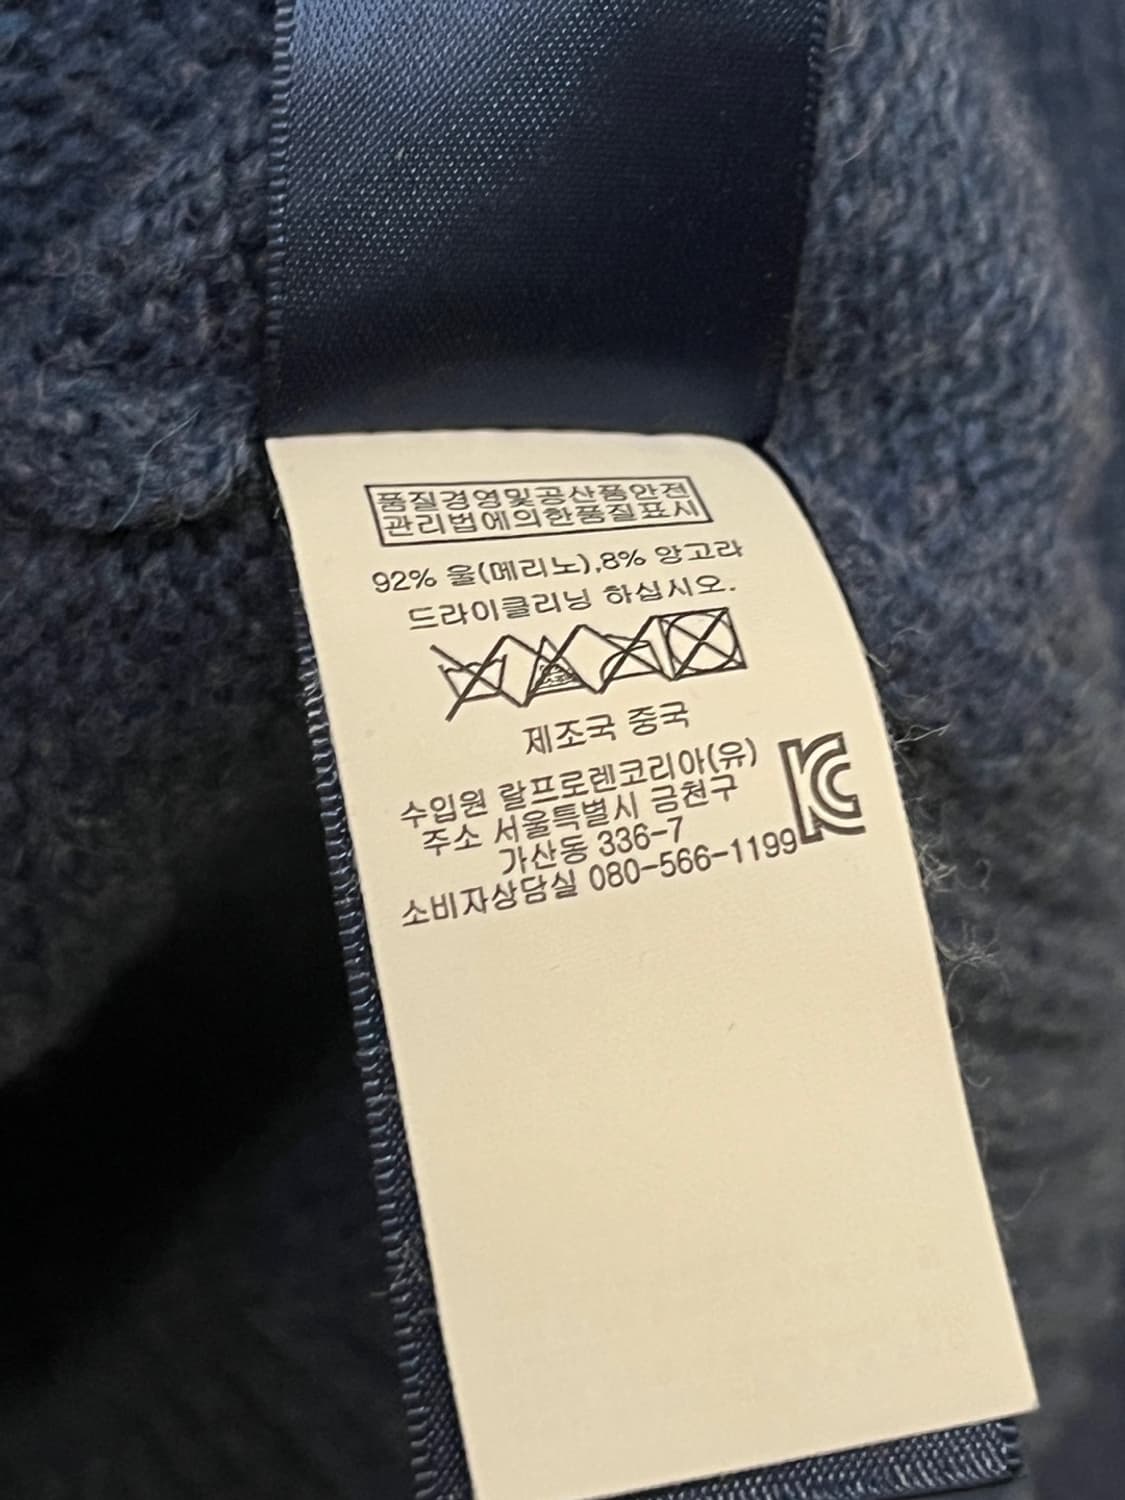 품질경영및공산품안전
관리법에의한품질표시
92% 울(메리노),8% 앙고라
드라이클리닝 하십시오.
제조국 중국
수입원 랄프로렌코리아(유)
주소 서울특별시 금천구
가산동 336-7
소비자상담실 080-566-1199